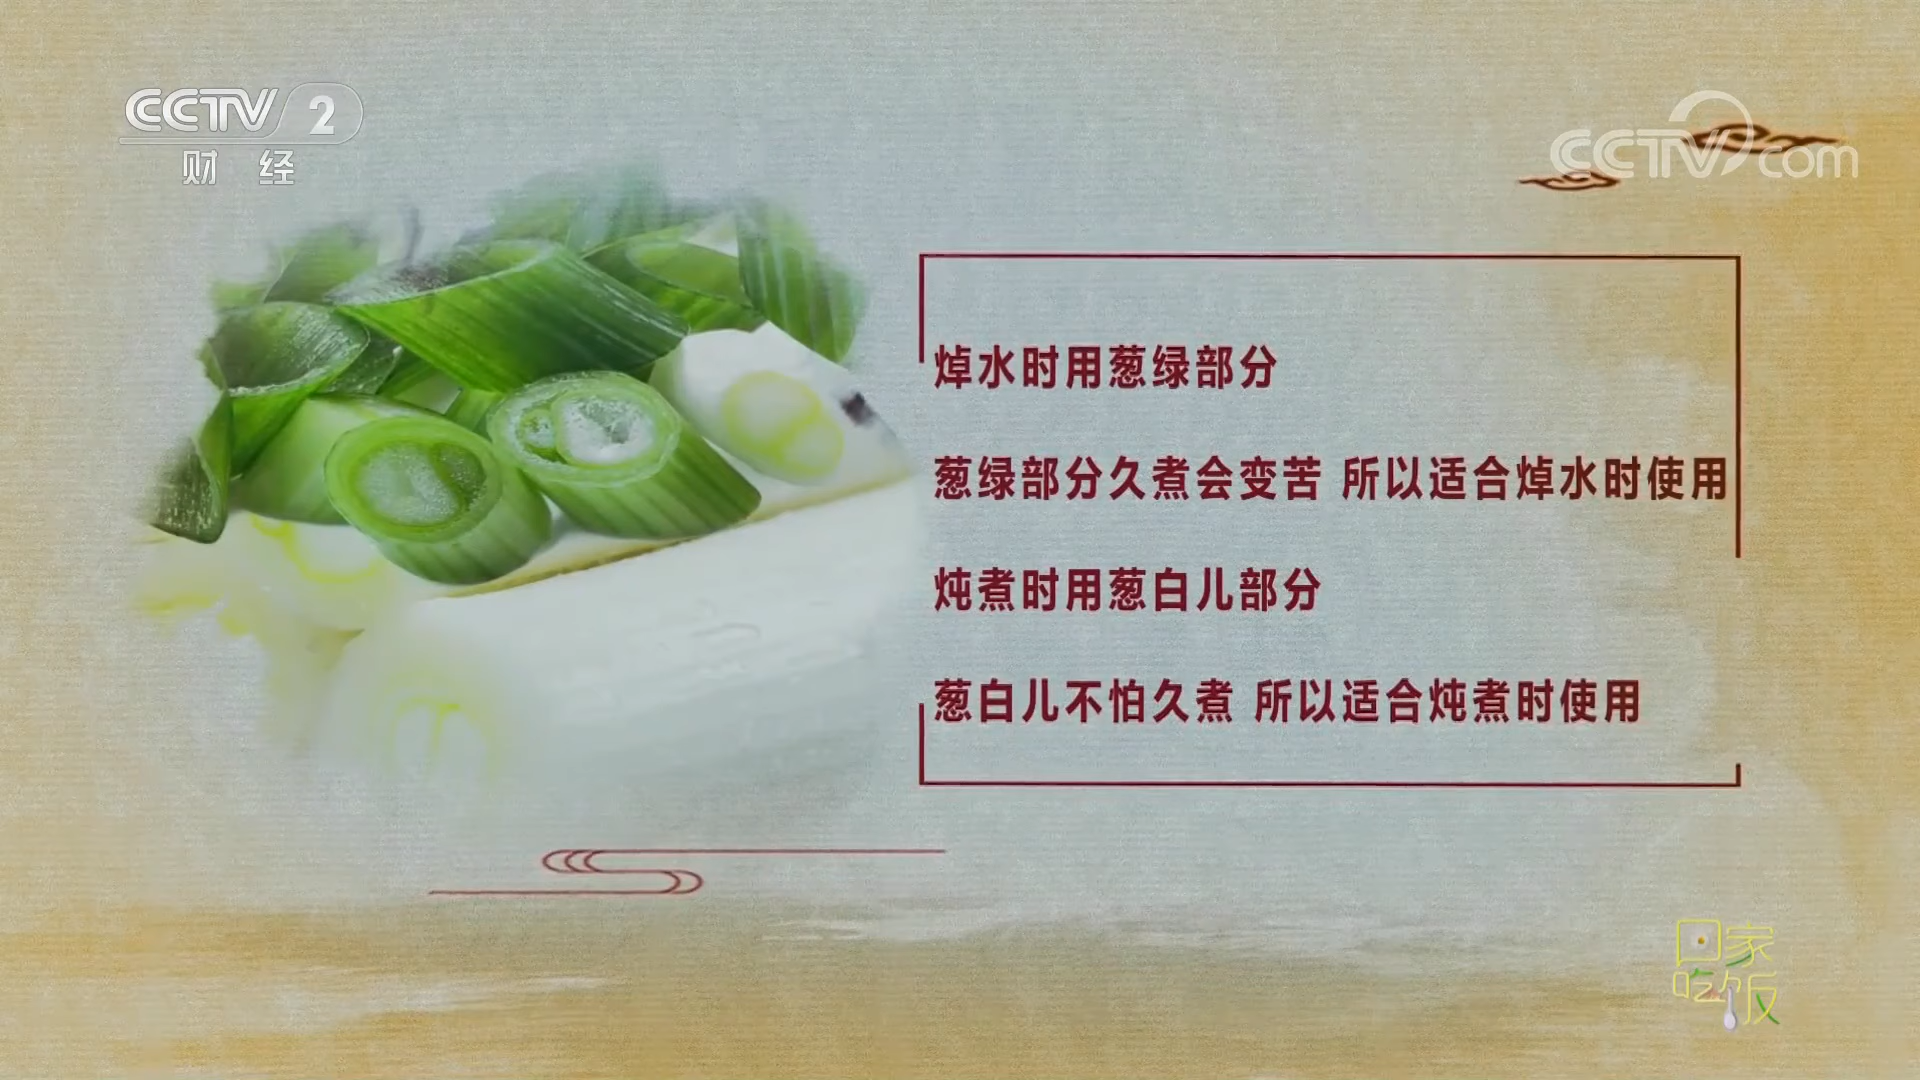 CCTV 2
财 经
CCTV.com
焯水时用葱绿部分
葱绿部分久煮会变苦 所以适合焯水时使用
炖煮时用葱白儿部分
葱白儿不怕久煮 所以适合炖煮时使用
回家
吃饭